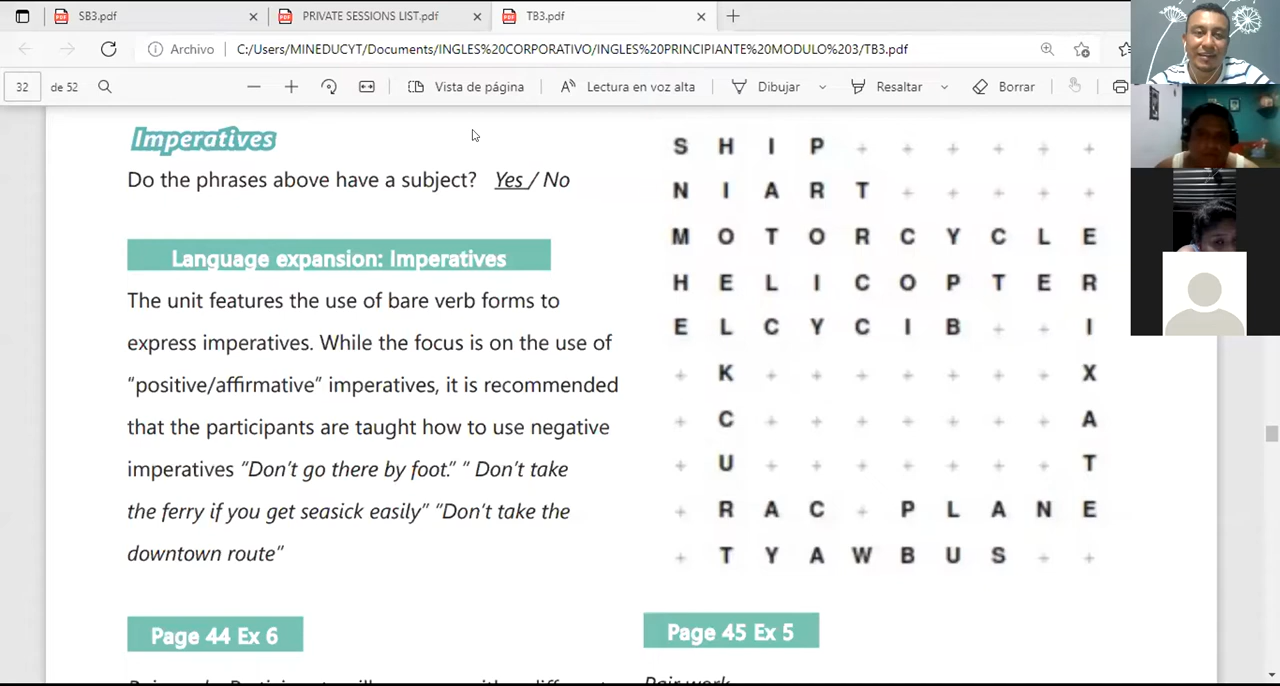 SB3.pdf
PRIVATE SESSIONS LIST.pdf
TB3.pdf
Archivo
C:/Users/MINEDUCYT/Documents/INGLES%20CORPORATIVO/INGLES%20PRINCIPIANTE%20MODULO%203/TB3.pdf
32 de 52
Vista de página
Lectura en voz alta
Dibujar
Resaltar
Borrar
Imperatives
Do the phrases above have a subject? Yes / No
Language expansion: Imperatives
The unit features the use of bare verb forms to
express imperatives. While the focus is on the use of
“positive/affirmative” imperatives, it is recommended
that the participants are taught how to use negative
imperatives “Don’t go there by foot.” “ Don’t take
the ferry if you get seasick easily” “Don’t take the
downtown route”
Page 44 Ex 6
S H I P + + + + + +
N I A R T + + + + +
M O T O R C Y C L E
H E L I C O P T E R
E L C Y C I B + + I
+ K + + + + + + + X
+ C + + + + + + + A
+ U + + + + + + + T
+ R A C + P L A N E
+ T Y A W B U S + +
Page 45 Ex 5
Pair work